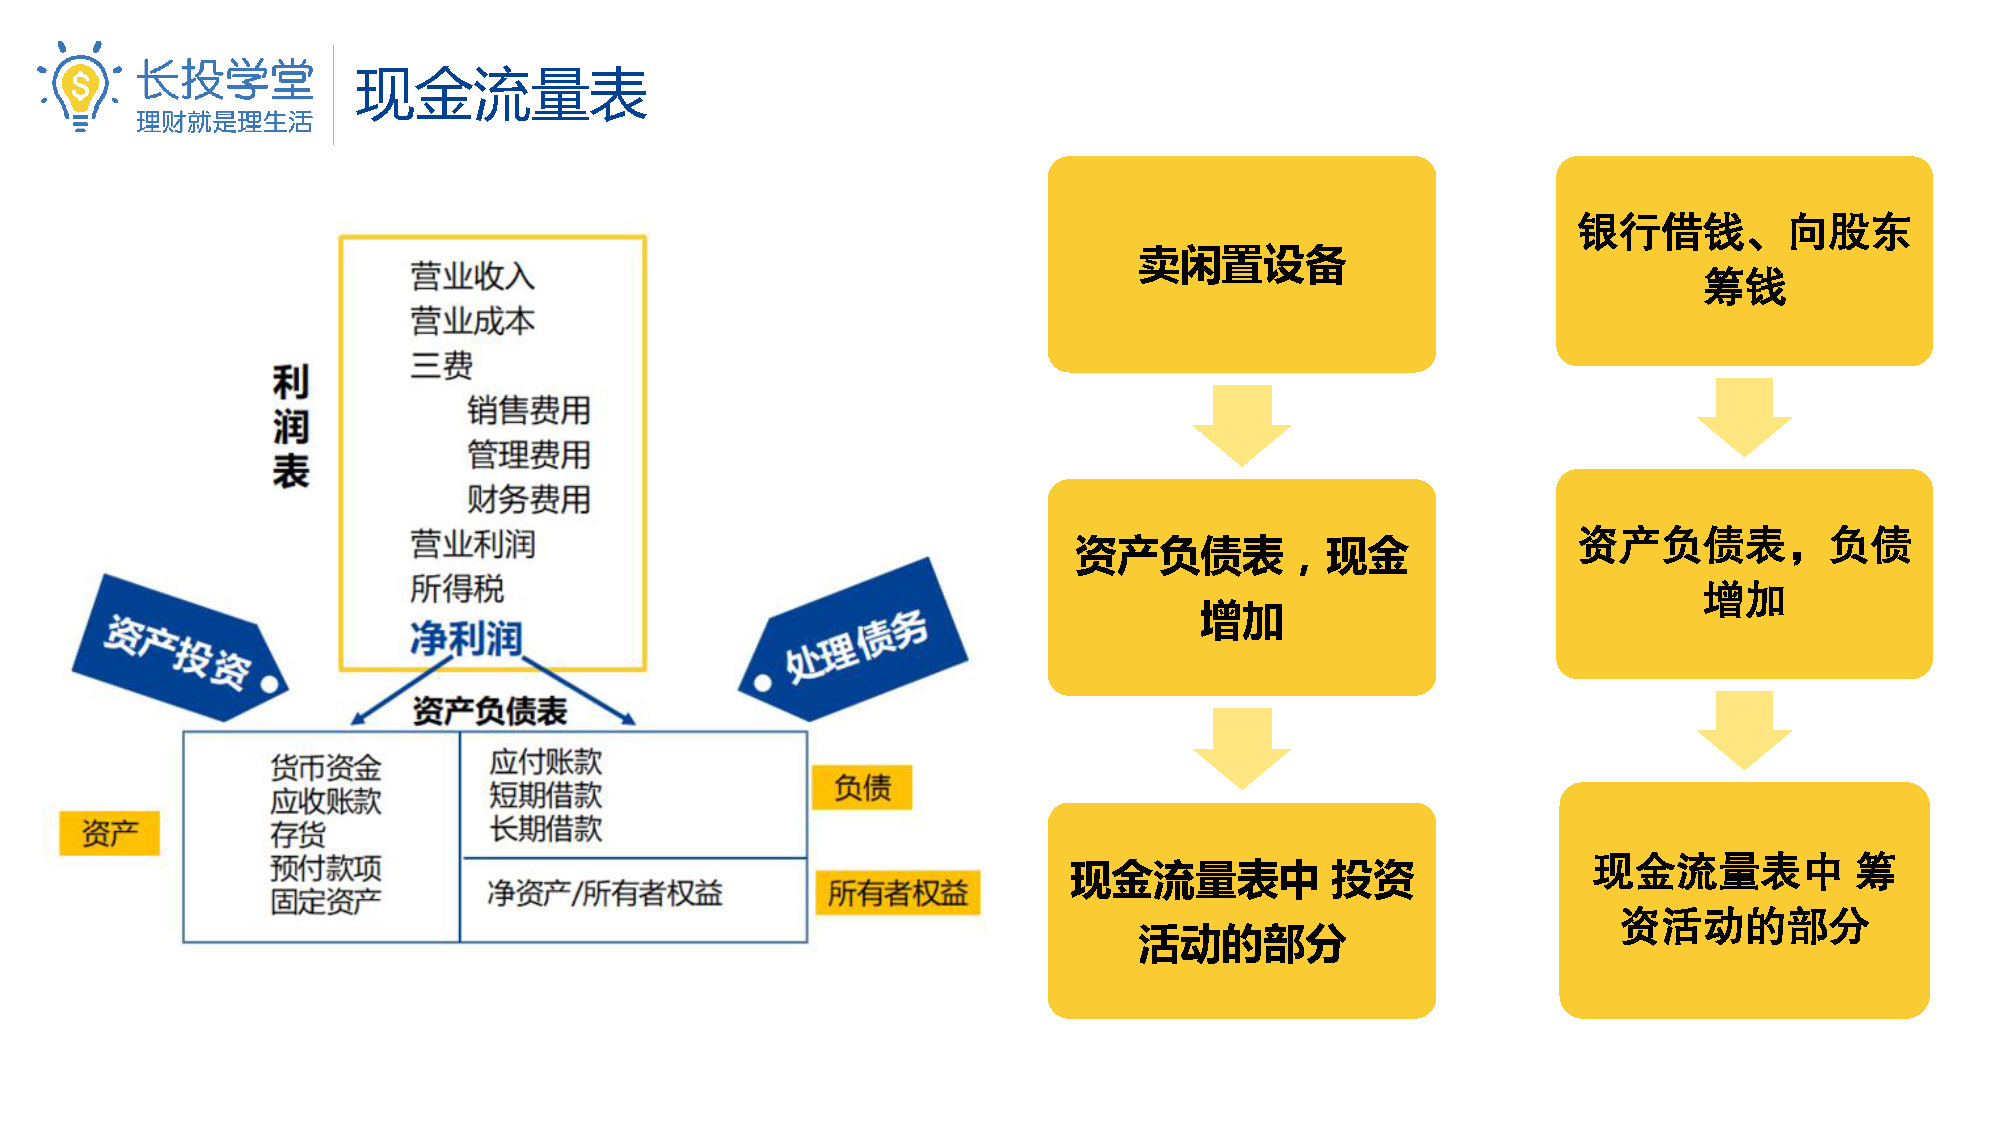 长投学堂
理财就是理生活
现金流量表
利润表
营业收入
营业成本
三费
销售费用
管理费用
财务费用
营业利润
所得税
净利润
资产投资
处理债务
资产负债表
资产
货币资金
应收账款
存货
预付款项
固定资产
应付账款
短期借款
长期借款
净资产/所有者权益
负债
所有者权益
卖闲置设备
资产负债表，现金
增加
现金流量表中 投资
活动的部分
银行借钱、向股东
筹钱
资产负债表，负债
增加
现金流量表中 筹
资活动的部分